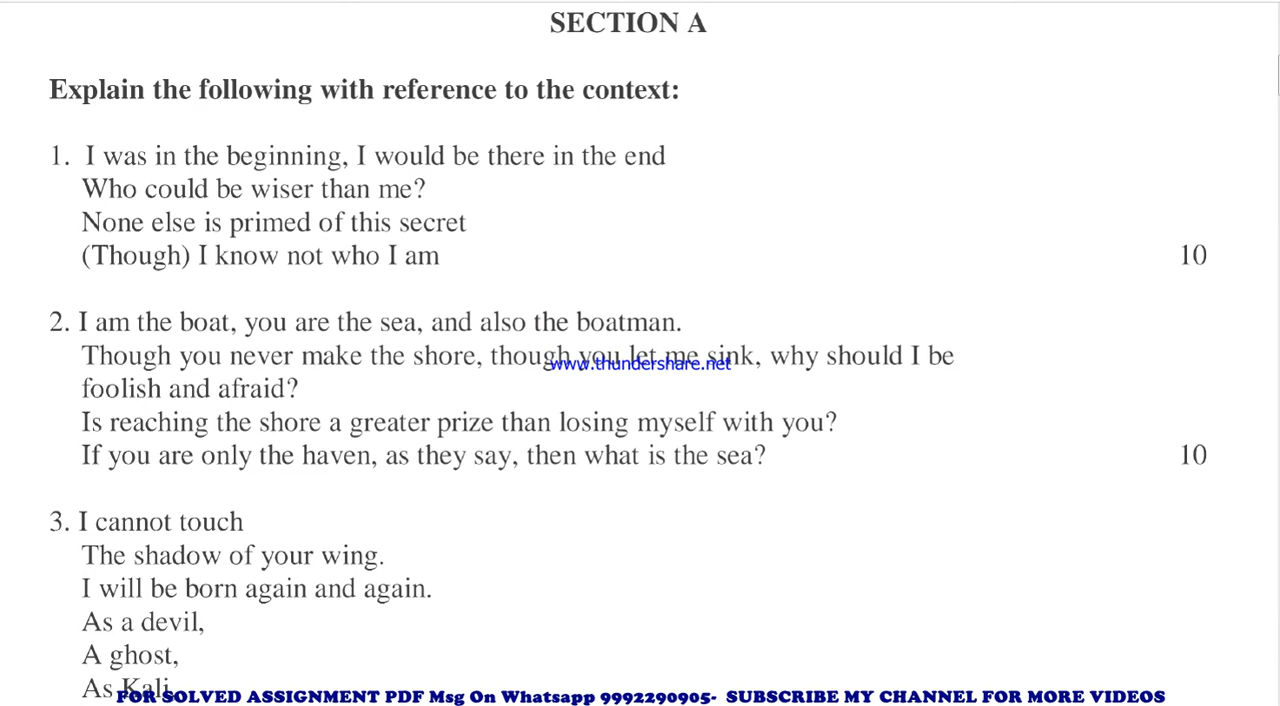 SECTION A
Explain the following with reference to the context:
1. I was in the beginning, I would be there in the end
Who could be wiser than me?
None else is primed of this secret
(Though) I know not who I am 10
2. I am the boat, you are the sea, and also the boatman.
Though you never make the shore, though you let me sink, why should I be
www.thundershare.net
foolish and afraid?
Is reaching the shore a greater prize than losing myself with you?
If you are only the haven, as they say, then what is the sea? 10
3. I cannot touch
The shadow of your wing.
I will be born again and again.
As a devil,
A ghost,
As Kali
FOR SOLVED ASSIGNMENT PDF Msg On Whatsapp 9992290905- SUBSCRIBE MY CHANNEL FOR MORE VIDEOS